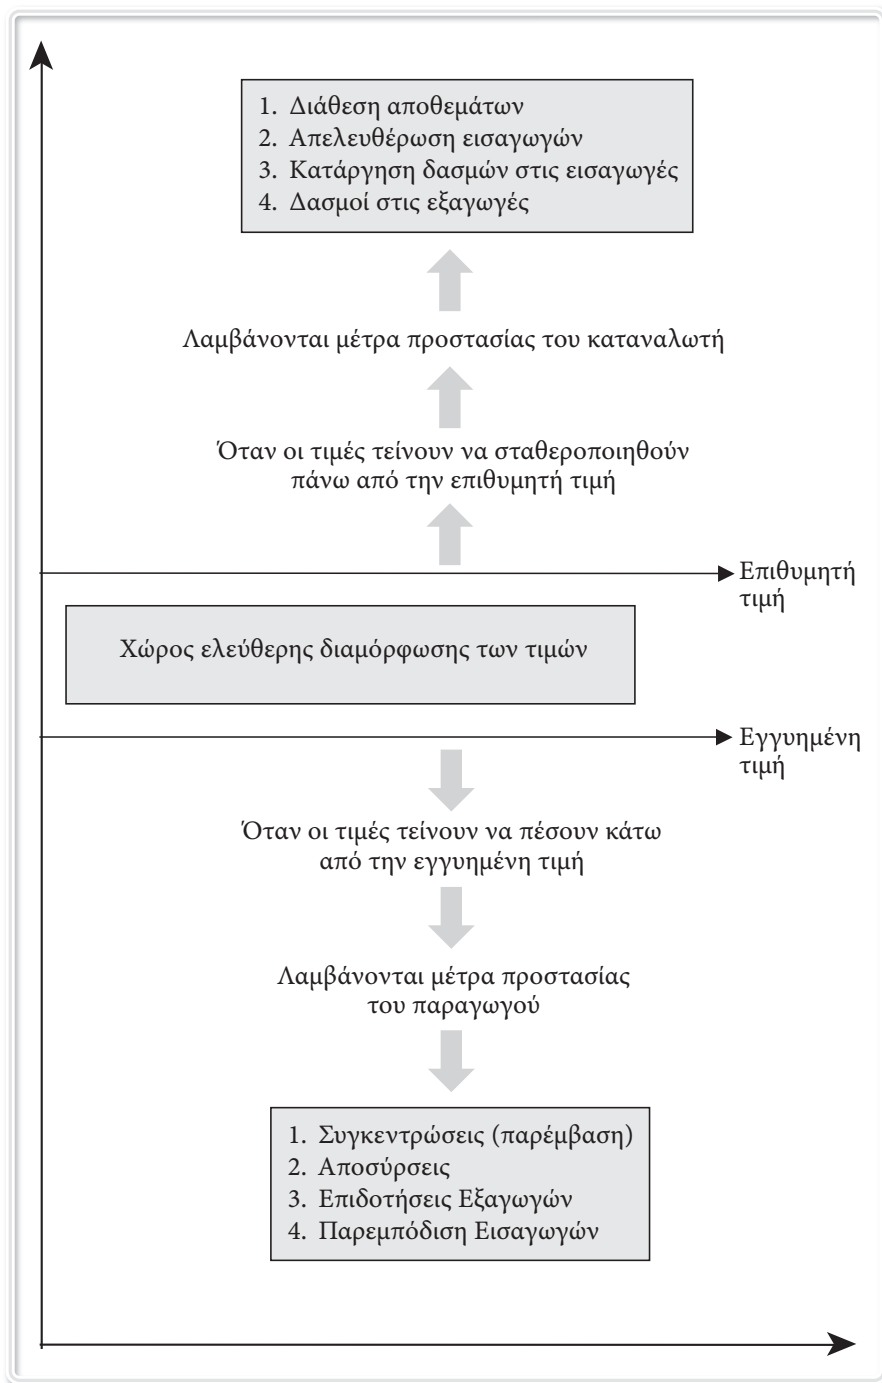 1. Διάθεση αποθεμάτων
2. Απελευθέρωση εισαγωγών
3. Κατάργηση δασμών στις εισαγωγές
4. Δασμοί στις εξαγωγές
Λαμβάνονται μέτρα προστασίας του καταναλωτή
Όταν οι τιμές τείνουν να σταθεροποιηθούν
πάνω από την επιθυμητή τιμή
Επιθυμητή
τιμή
Χώρος ελεύθερης διαμόρφωσης των τιμών
Εγγυημένη
τιμή
Όταν οι τιμές τείνουν να πέσουν κάτω
από την εγγυημένη τιμή
Λαμβάνονται μέτρα προστασίας
του παραγωγού
1. Συγκεντρώσεις (παρέμβαση)
2. Αποσύρσεις
3. Επιδοτήσεις Εξαγωγών
4. Παρεμπόδιση Εισαγωγών